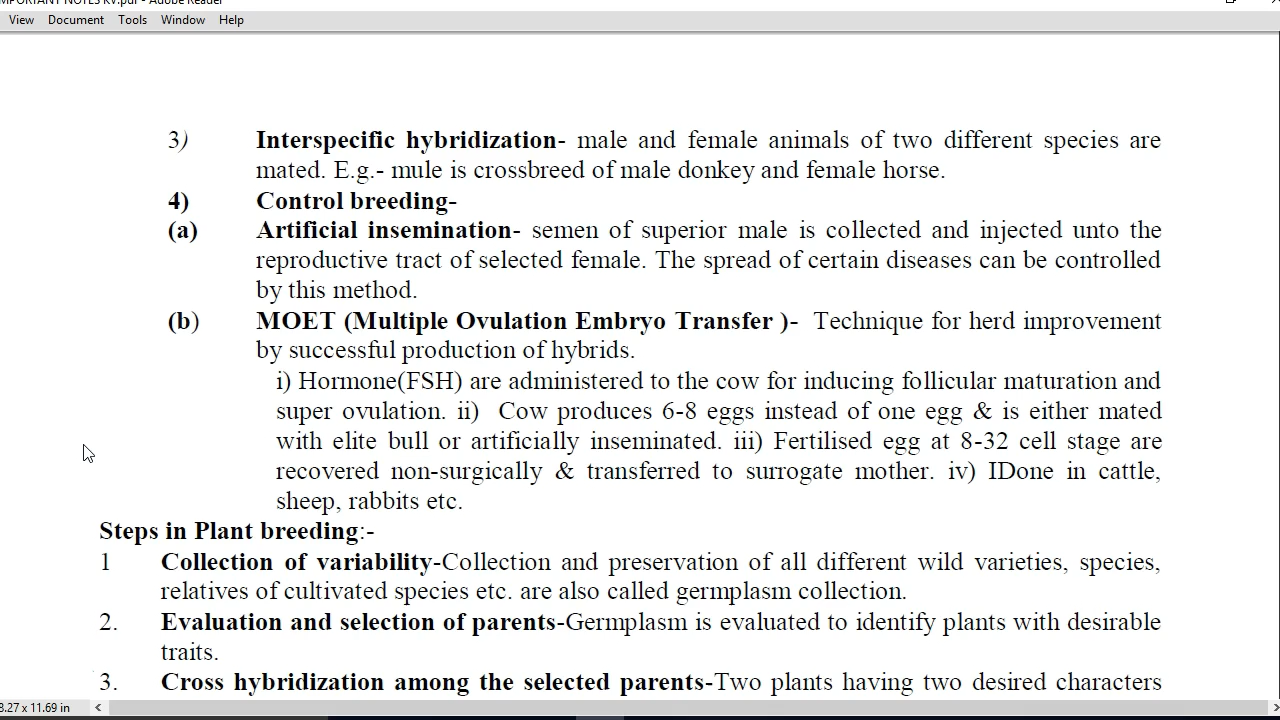 IMPORTANT NOTES KV.pdf - Adobe Reader
View Document Tools Window Help
3) Interspecific hybridization- male and female animals of two different species are
mated. E.g.- mule is crossbreed of male donkey and female horse.
4) Control breeding-
(a) Artificial insemination- semen of superior male is collected and injected unto the
reproductive tract of selected female. The spread of certain diseases can be controlled
by this method.
(b) MOET (Multiple Ovulation Embryo Transfer )- Technique for herd improvement
by successful production of hybrids.
i) Hormone(FSH) are administered to the cow for inducing follicular maturation and
super ovulation. ii) Cow produces 6-8 eggs instead of one egg & is either mated
with elite bull or artificially inseminated. iii) Fertilised egg at 8-32 cell stage are
recovered non-surgically & transferred to surrogate mother. iv) IDone in cattle,
sheep, rabbits etc.
Steps in Plant breeding:-
1 Collection of variability-Collection and preservation of all different wild varieties, species,
relatives of cultivated species etc. are also called germplasm collection.
2. Evaluation and selection of parents-Germplasm is evaluated to identify plants with desirable
traits.
3. Cross hybridization among the selected parents-Two plants having two desired characters
8.27 x 11.69 in